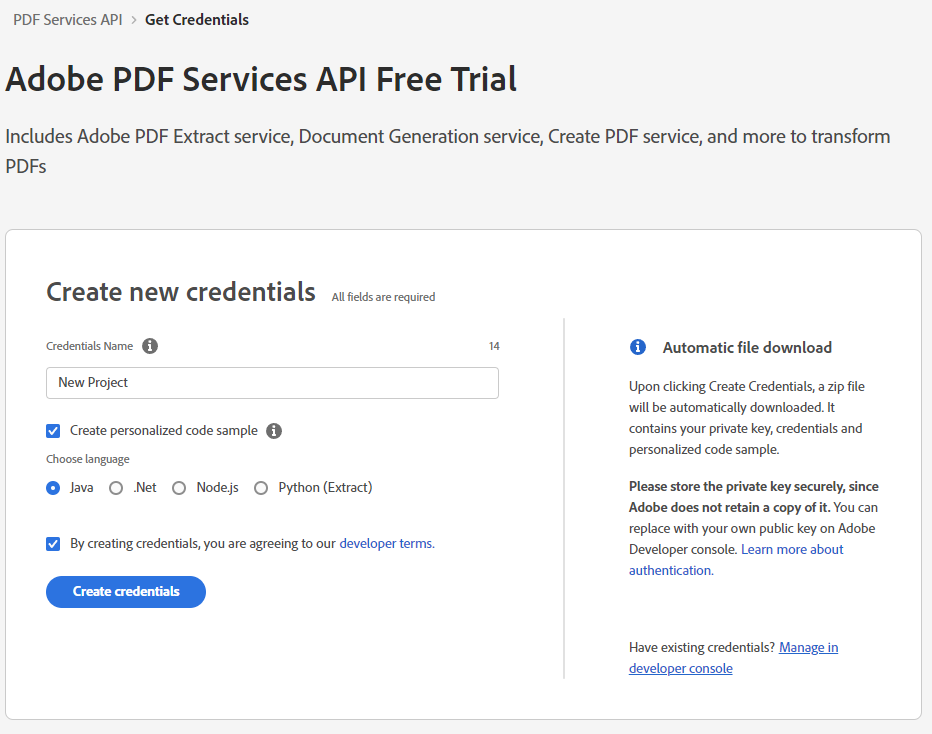 PDF Services API > Get Credentials
Adobe PDF Services API Free Trial
Includes Adobe PDF Extract service, Document Generation service, Create PDF service, and more to transform
PDFs
Create new credentials All fields are required
Credentials Name 14
New Project
Create personalized code sample
Choose language
Java .Net Node.js Python (Extract)
By creating credentials, you are agreeing to our developer terms.
Create credentials
Automatic file download
Upon clicking Create Credentials, a zip file
will be automatically downloaded. It
contains your private key, credentials and
personalized code sample.
Please store the private key securely, since
Adobe does not retain a copy of it. You can
replace with your own public key on Adobe
Developer console. Learn more about
authentication.
Have existing credentials? Manage in
developer console